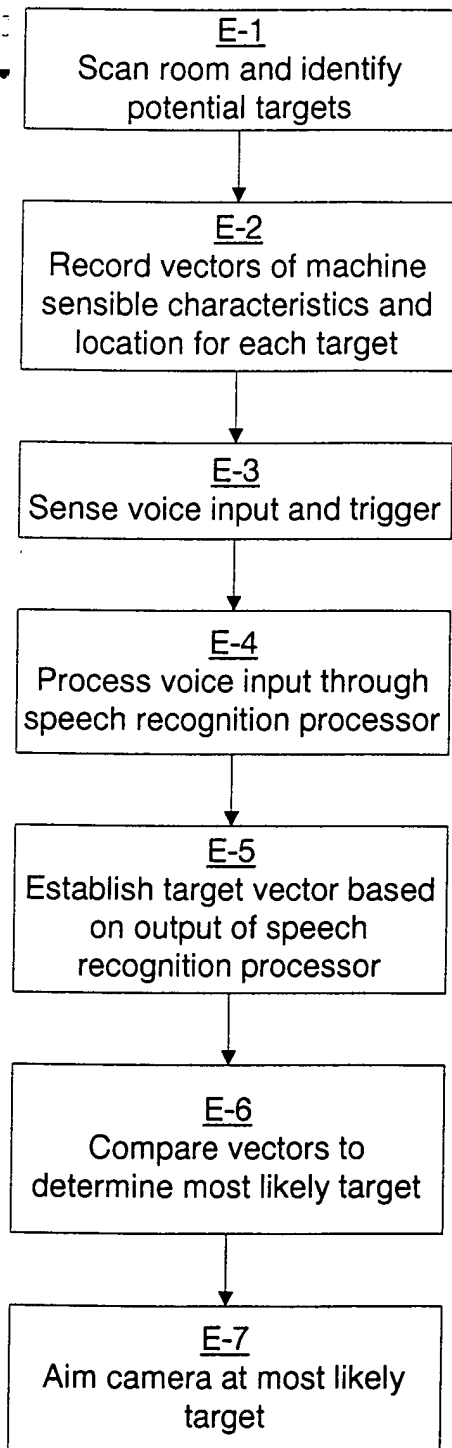 E-1
Scan room and identify
potential targets
E-2
Record vectors of machine
sensible characteristics and
location for each target
E-3
Sense voice input and trigger
E-4
Process voice input through
speech recognition processor
E-5
Establish target vector based
on output of speech
recognition processor
E-6
Compare vectors to
determine most likely target
E-7
Aim camera at most likely
target